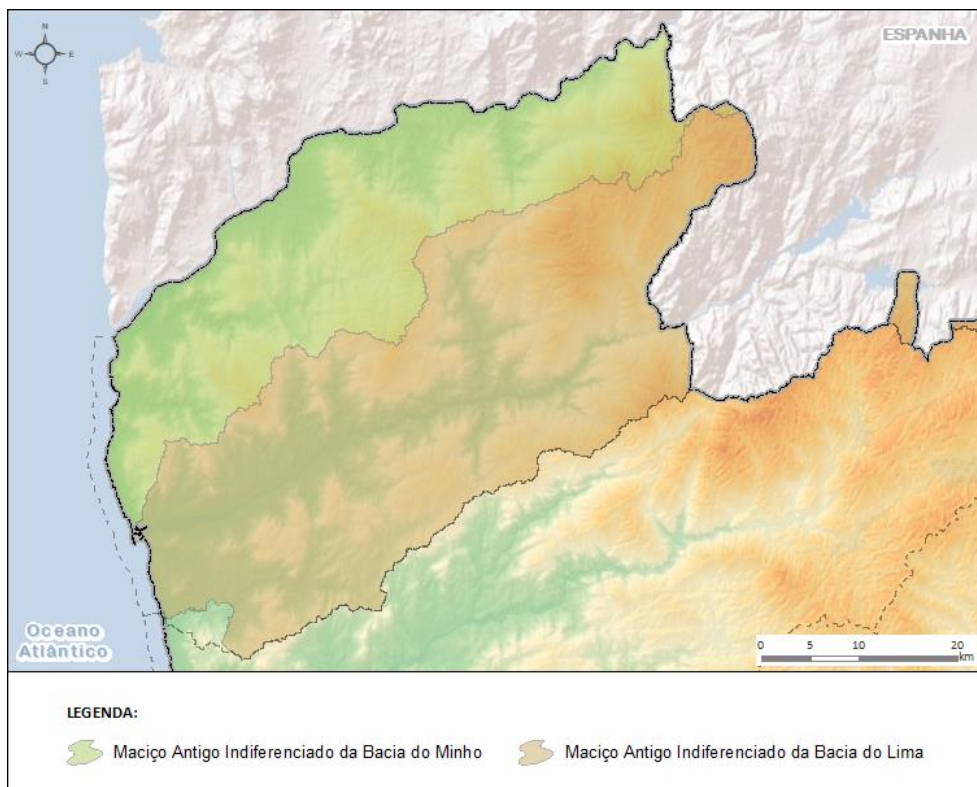 N
W E
S
ESPANHA
Oceano
Atlântico
0 5 10 20
km
LEGENDA:
Maciço Antigo Indiferenciado da Bacia do Minho
Maciço Antigo Indiferenciado da Bacia do Lima